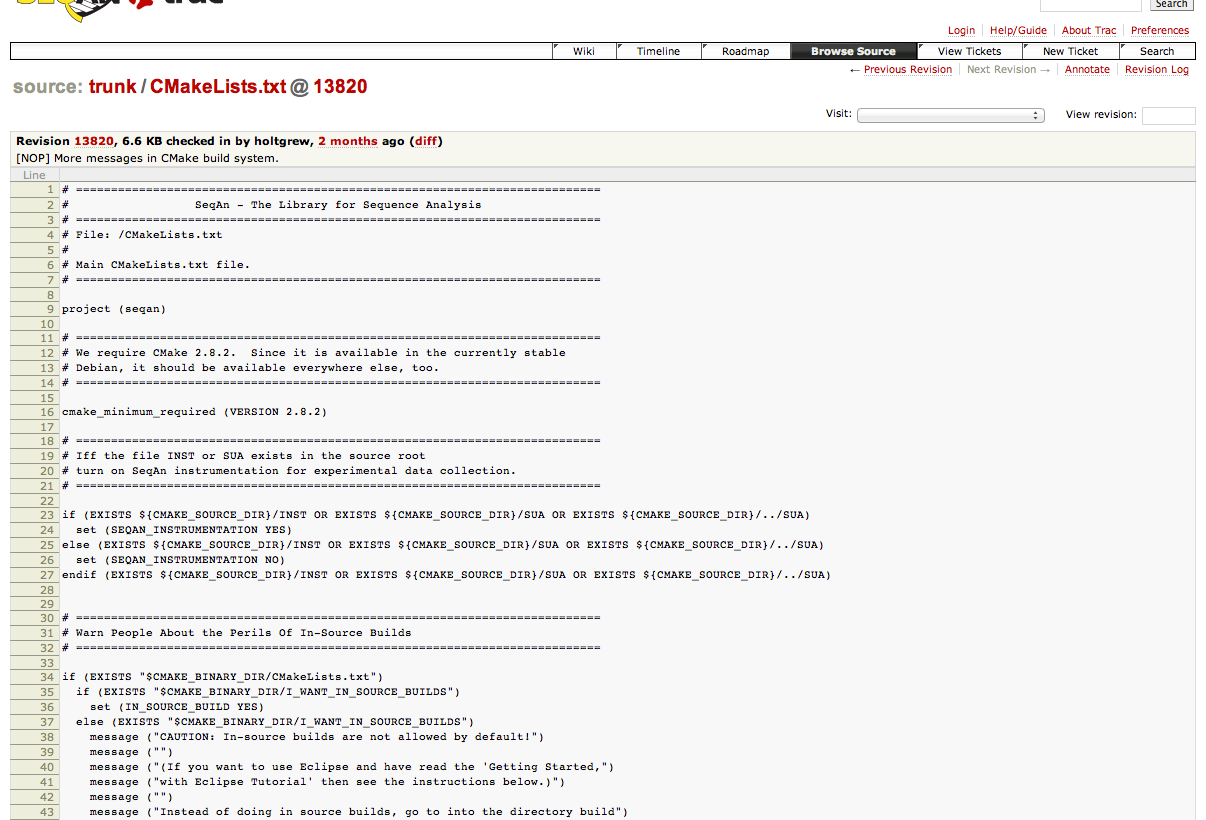 SEQAN trac
Search
Login Help/Guide About Trac Preferences
Wiki Timeline Roadmap Browse Source View Tickets New Ticket Search
← Previous Revision Next Revision → Annotate Revision Log
source: trunk / CMakeLists.txt @ 13820
Visit: View revision:
Revision 13820, 6.6 KB checked in by holtgrew, 2 months ago (diff)
[NOP] More messages in CMake build system.
Line
1 # ===========================================================================
2 #                  SeqAn - The Library for Sequence Analysis
3 # ===========================================================================
4 # File: /CMakeLists.txt
5 #
6 # Main CMakeLists.txt file.
7 # ===========================================================================
8
9 project (seqan)
10
11 # ===========================================================================
12 # We require CMake 2.8.2.  Since it is available in the currently stable
13 # Debian, it should be available everywhere else, too.
14 # ===========================================================================
15
16 cmake_minimum_required (VERSION 2.8.2)
17
18 # ===========================================================================
19 # Iff the file INST or SUA exists in the source root
20 # turn on SeqAn instrumentation for experimental data collection.
21 # ===========================================================================
22
23 if (EXISTS ${CMAKE_SOURCE_DIR}/INST OR EXISTS ${CMAKE_SOURCE_DIR}/SUA OR EXISTS ${CMAKE_SOURCE_DIR}/../SUA)
24   set (SEQAN_INSTRUMENTATION YES)
25 else (EXISTS ${CMAKE_SOURCE_DIR}/INST OR EXISTS ${CMAKE_SOURCE_DIR}/SUA OR EXISTS ${CMAKE_SOURCE_DIR}/../SUA)
26   set (SEQAN_INSTRUMENTATION NO)
27 endif (EXISTS ${CMAKE_SOURCE_DIR}/INST OR EXISTS ${CMAKE_SOURCE_DIR}/SUA OR EXISTS ${CMAKE_SOURCE_DIR}/../SUA)
28
29
30 # ===========================================================================
31 # Warn People About the Perils Of In-Source Builds
32 # ===========================================================================
33
34 if (EXISTS "$CMAKE_BINARY_DIR/CMakeLists.txt")
35   if (EXISTS "$CMAKE_BINARY_DIR/I_WANT_IN_SOURCE_BUILDS")
36     set (IN_SOURCE_BUILD YES)
37   else (EXISTS "$CMAKE_BINARY_DIR/I_WANT_IN_SOURCE_BUILDS")
38     message ("CAUTION: In-source builds are not allowed by default!")
39     message ("")
40     message ("(If you want to use Eclipse and have read the 'Getting Started,")
41     message ("with Eclipse Tutorial' then see the instructions below.)")
42     message ("")
43     message ("Instead of doing in source builds, go to into the directory build")